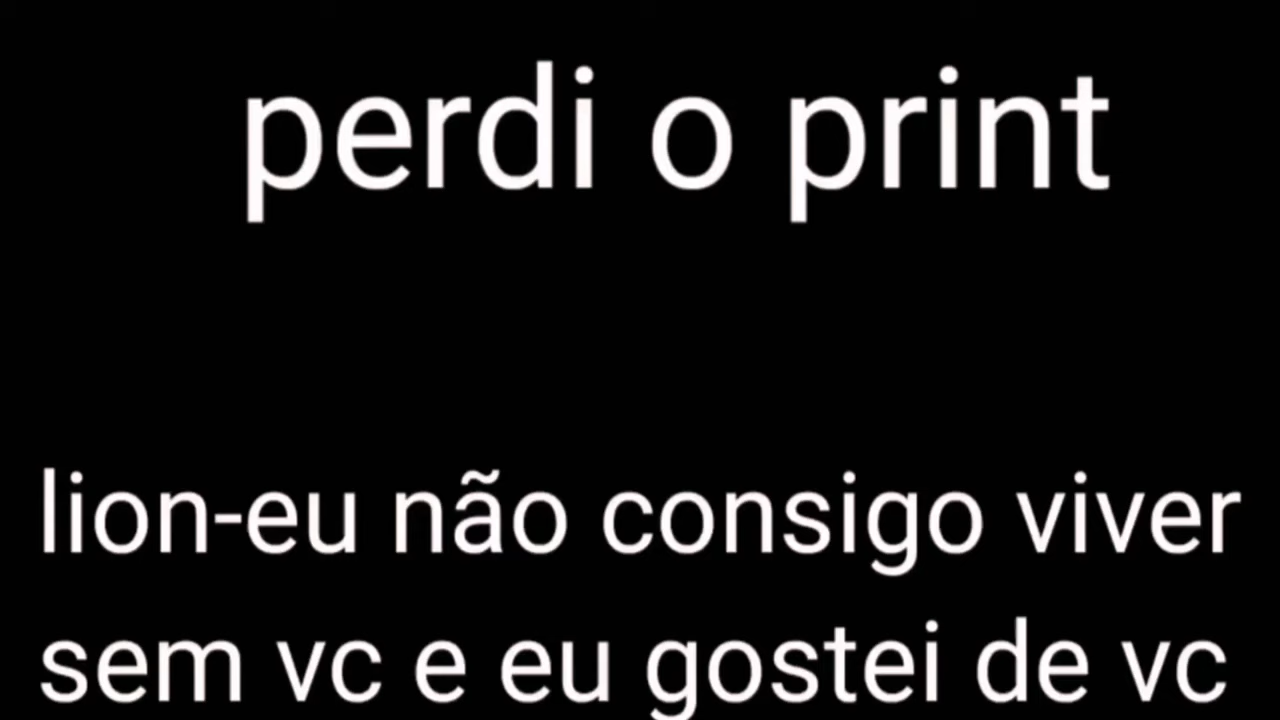 perdi o print
lion-eu não consigo viver
sem vc e eu gostei de vc